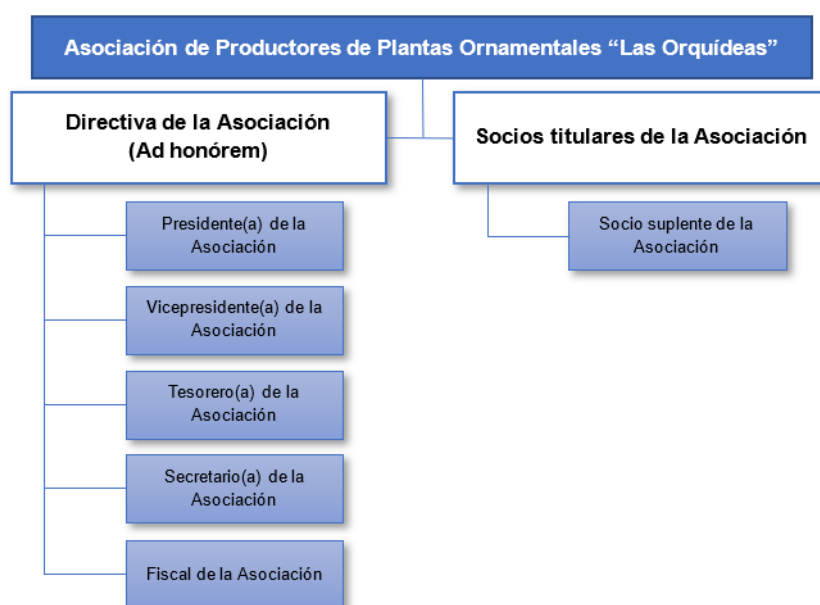 Asociación de Productores de Plantas Ornamentales “Las Orquídeas”
Directiva de la Asociación
(Ad honórem)
Socios titulares de la Asociación
Presidente(a) de la
Asociación
Socio suplente de la
Asociación
Vicepresidente(a) de la
Asociación
Tesorero(a) de la
Asociación
Secretario(a) de la
Asociación
Fiscal de la Asociación